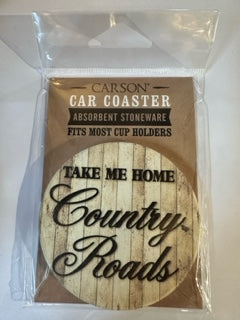 CARSON®
CAR COASTER
ABSORBENT STONEWARE
FITS MOST CUP HOLDERS
TAKE ME HOME
Country
Roads